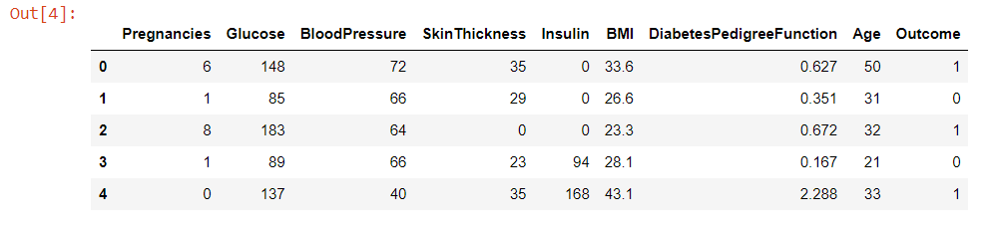 Out[4]:
Pregnancies Glucose BloodPressure SkinThickness Insulin BMI DiabetesPedigreeFunction Age Outcome
0 6 148 72 35 0 33.6 0.627 50 1
1 1 85 66 29 0 26.6 0.351 31 0
2 8 183 64 0 0 23.3 0.672 32 1
3 1 89 66 23 94 28.1 0.167 21 0
4 0 137 40 35 168 43.1 2.288 33 1